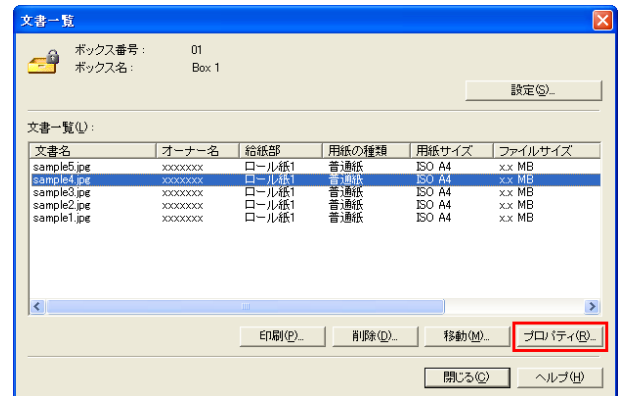 文書一覧
ボックス番号： 01
ボックス名： Box 1
設定(S)...
文書一覧(L)：
文書名 オーナー名 給紙部 用紙の種類 用紙サイズ ファイルサイズ
sample5.jpg xxxxxxx ロール紙1 普通紙 ISO A4 x.x MB
sample4.jpg xxxxxxxx ロール紙1 普通紙 ISO A4 x.x MB
sample3.jpg xxxxxxxx ロール紙1 普通紙 ISO A4 x.x MB
sample2.jpg xxxxxxxx ロール紙1 普通紙 ISO A4 x.x MB
sample1.jpg xxxxxxxx ロール紙1 普通紙 ISO A4 x.x MB
印刷(P)... 削除(D)... 移動(M)... プロパティ(R)...
閉じる(C) ヘルプ(H)